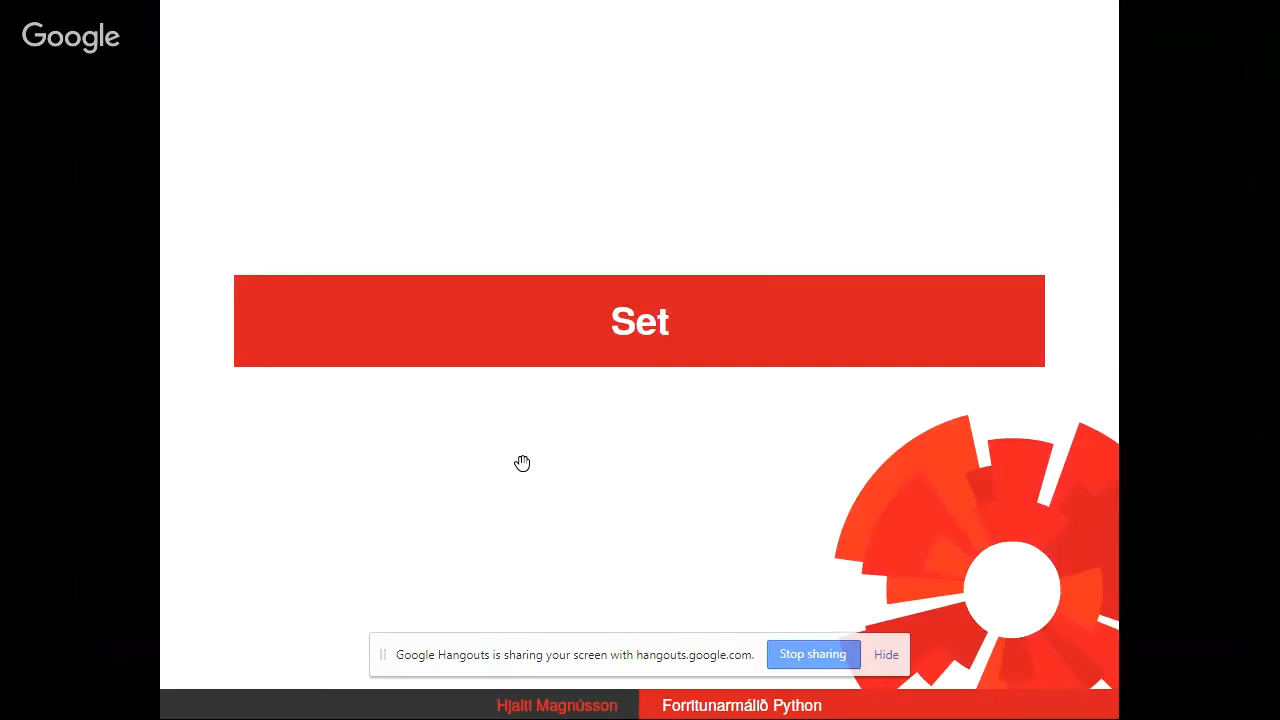 Google
Set
Google Hangouts is sharing your screen with hangouts.google.com. Stop sharing Hide
Hjalti Magnússon Forritunarmálið Python